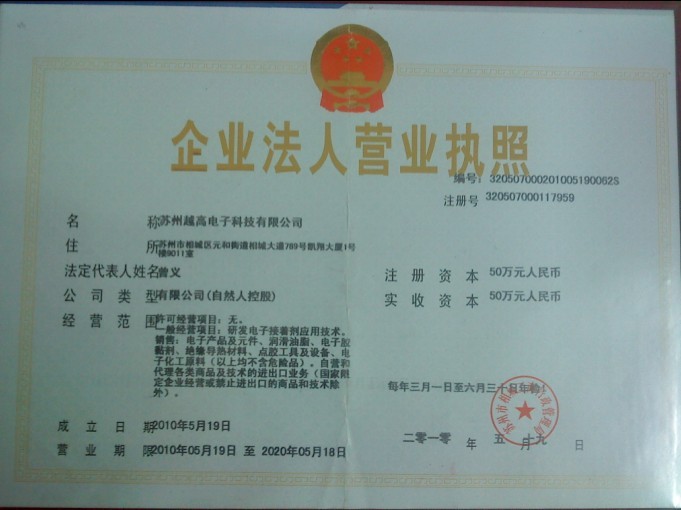 企业法人营业执照
编号：320507000201005190062S
注册号 320507000117959
名 称 苏州越高电子科技有限公司
住 所 苏州市相城区元和街道相城大道789号凯翔大厦1号
楼9011室
法定代表人姓名 曾义
注册资本 50万元人民币
公司类型 有限公司(自然人控股)
实收资本 50万元人民币
经营范围 许可经营项目：无。
一般经营项目：研发电子接着剂应用技术。
销售：电子产品及元件、润滑油脂、电子胶
黏剂、绝缘导热材料、点胶工具及设备、电
子化工原料（以上均不含危险品）。自营和
代理各类商品及技术的进出口业务（国家限
定企业经营或禁止进出口的商品和技术除
外）。
每年三月一日至六月三十日年检！
成立日期 2010年5月19日
二零一零 年 五 月 十九 日
营业期限 2010年05月19日 至 2020年05月18日